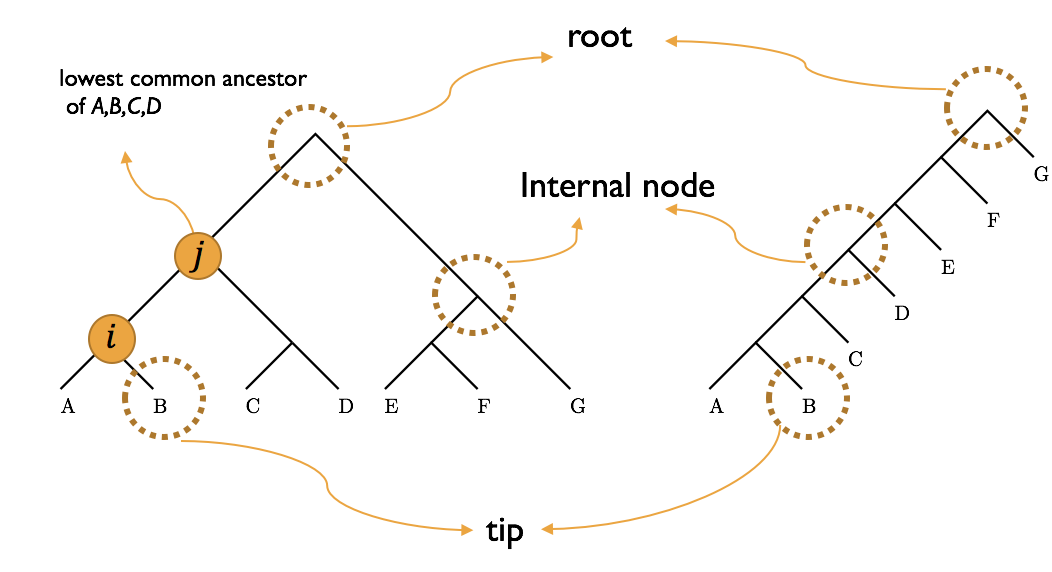 root
lowest common ancestor
of A,B,C,D
G
Internal node
F
j
E
D
i
C
A
B
C
D
E
F
G
A
B
tip